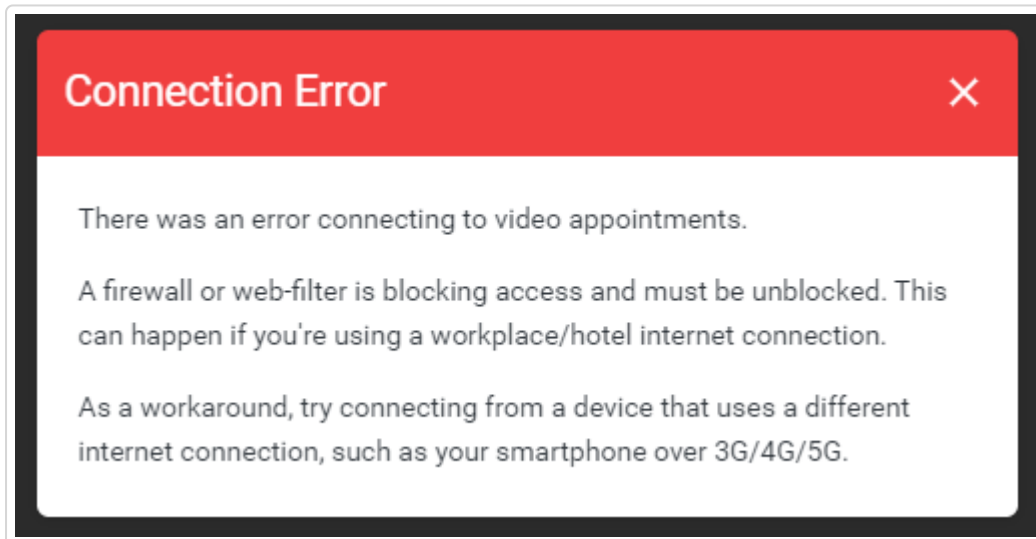 Connection Error
There was an error connecting to video appointments.
A firewall or web-filter is blocking access and must be unblocked. This
can happen if you're using a workplace/hotel internet connection.
As a workaround, try connecting from a device that uses a different
internet connection, such as your smartphone over 3G/4G/5G.